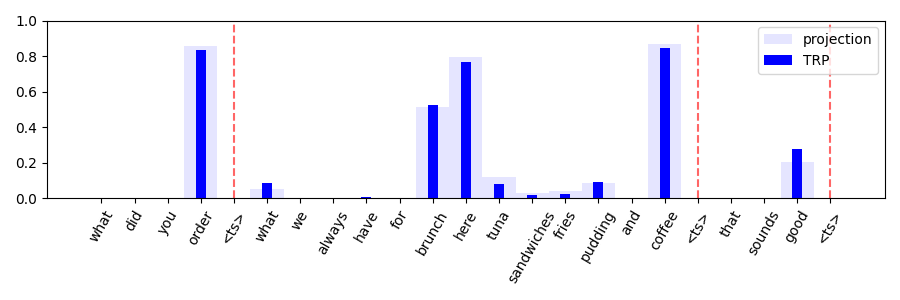 1.0
0.8
0.6
0.4
0.2
0.0
projection
TRP
what
did
you
order
<ts>
what
we
always
have
for
brunch
here
tuna
sandwiches
fries
pudding
and
coffee
<ts>
that
sounds
good
<ts>